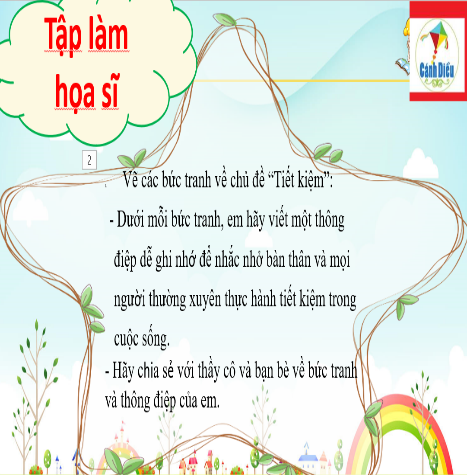 Tập làm
họa sĩ
Cánh Diều
2
Vẽ các bức tranh về chủ đề “Tiết kiệm”:
- Dưới mỗi bức tranh, em hãy viết một thông
điệp dễ ghi nhớ để nhắc nhở bản thân và mọi
người thường xuyên thực hành tiết kiệm trong
cuộc sống.
- Hãy chia sẻ với thầy cô và bạn bè về bức tranh
và thông điệp của em.